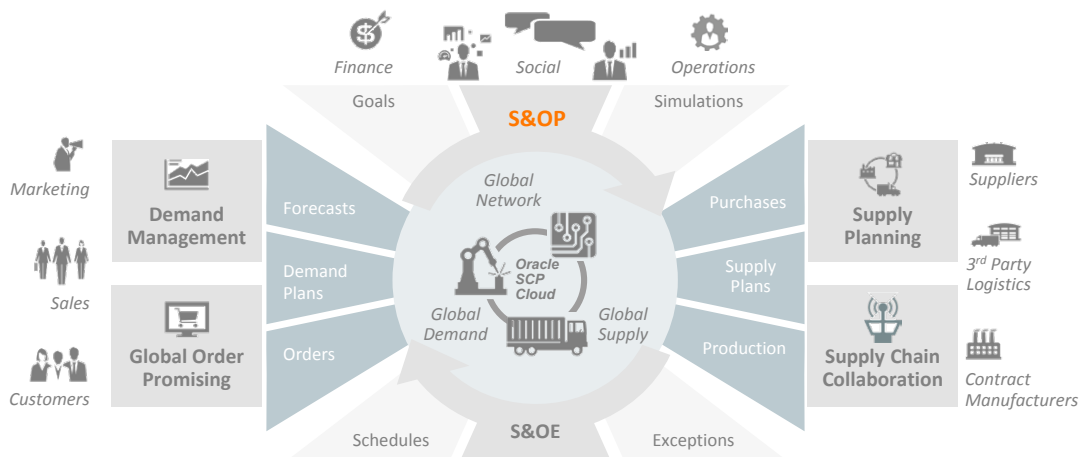 Finance
Social
Operations
Goals
S&OP
Simulations
Marketing
Sales
Customers
Demand
Management
Global Order
Promising
Forecasts
Demand
Plans
Orders
Global
Network
Oracle
SCP
Cloud
Global
Demand
Global
Supply
Purchases
Supply
Plans
Production
Supply
Planning
Supply Chain
Collaboration
Suppliers
3rd Party
Logistics
Contract
Manufacturers
Schedules
S&OE
Exceptions